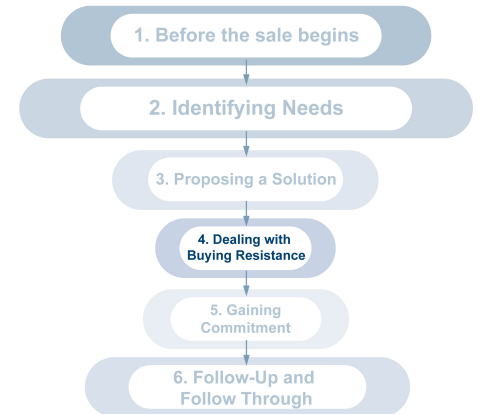 1. Before the sale begins
2. Identifying Needs
3. Proposing a Solution
4. Dealing with
Buying Resistance
5. Gaining
Commitment
6. Follow-Up and
Follow Through